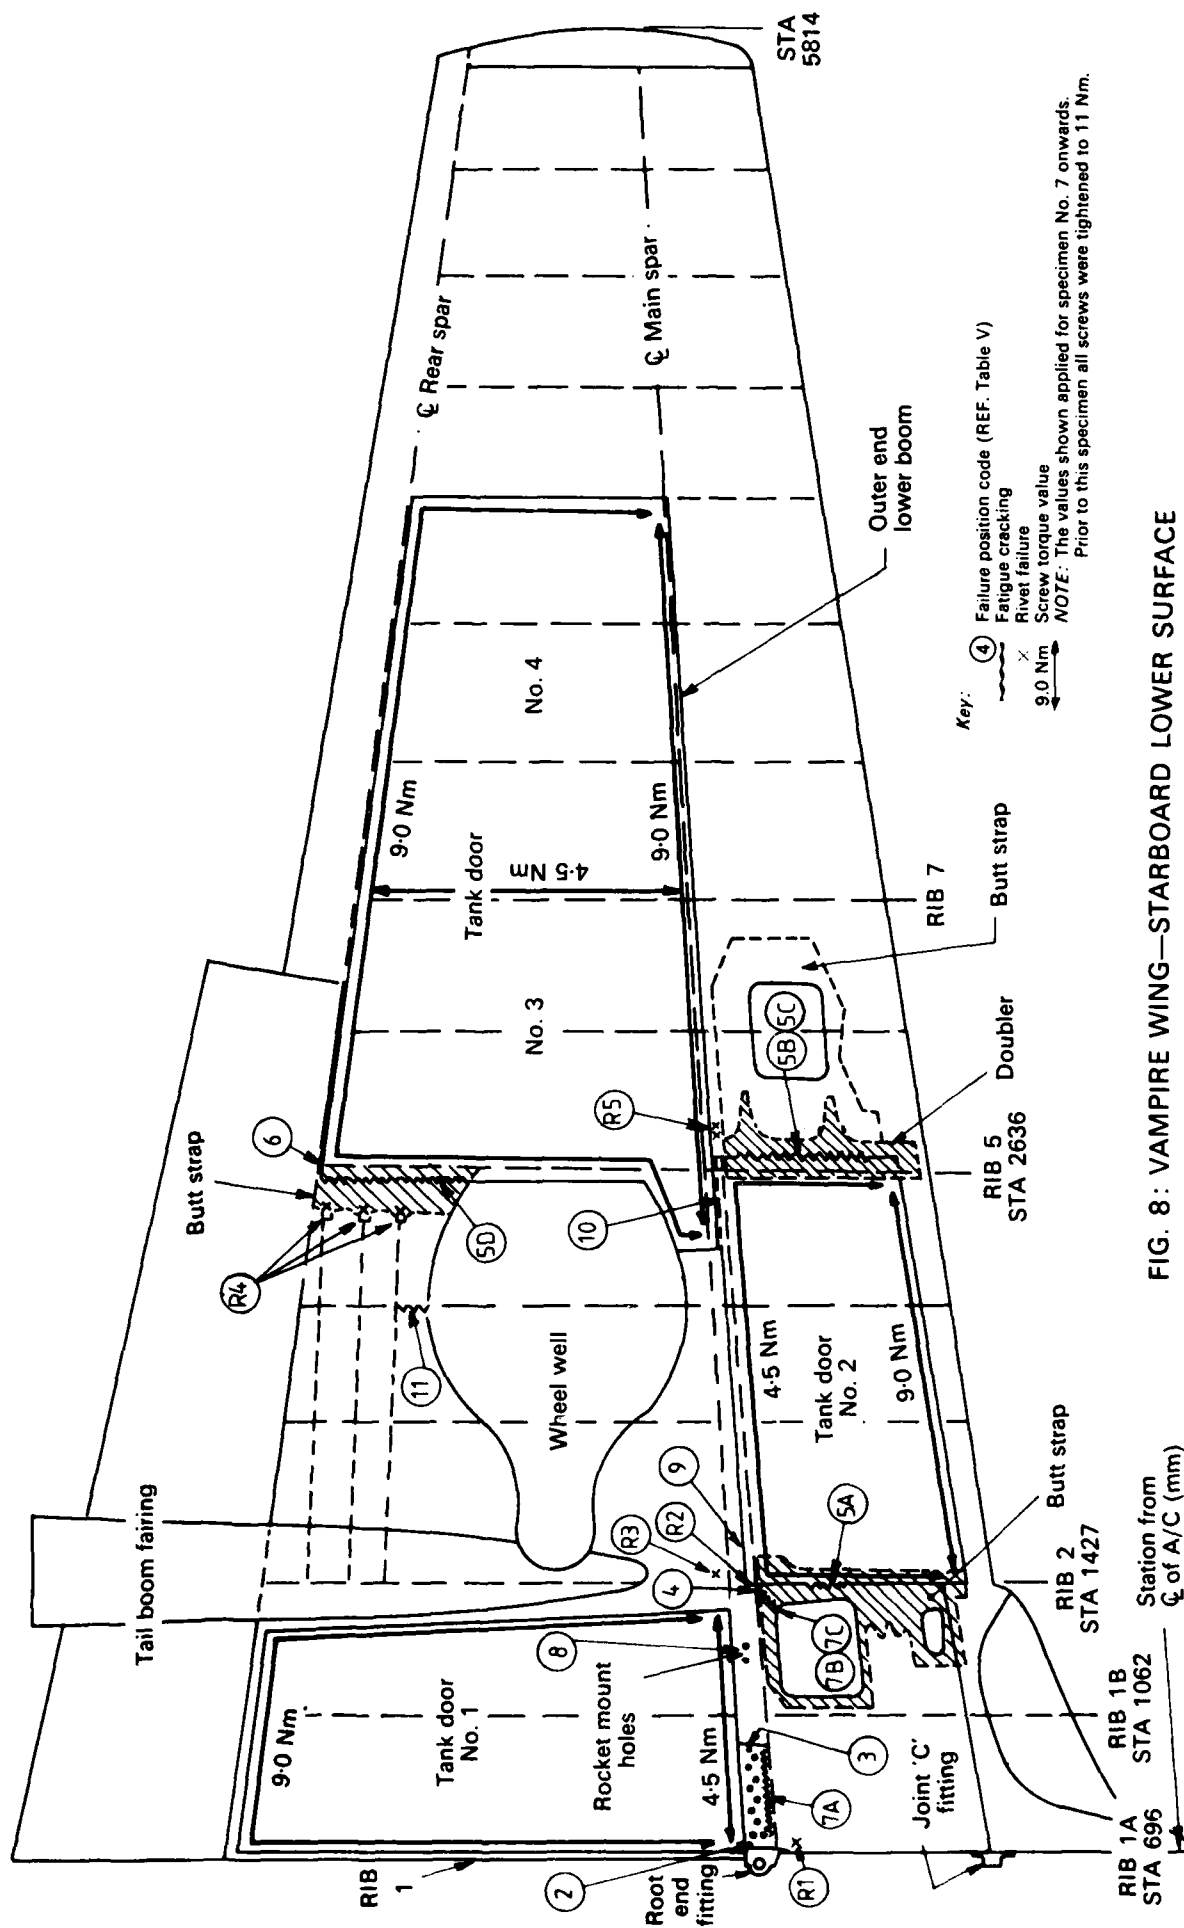 STA
5814
℄ Rear spar
℄ Main spar
Key:
4 Failure position code (REF. Table V)
Fatigue cracking
× Rivet failure
9.0 Nm Screw torque value
NOTE: The values shown applied for specimen No. 7 onwards.
Prior to this specimen all screws were tightened to 11 Nm.
Outer end
lower boom
No. 4
9·0 Nm
Tank door
4·5 Nm
9·0 Nm
No. 3
RIB 7
Butt strap
5B 5C
Doubler
R5
RIB 5
STA 2636
Butt strap
6
R4
5D
10
11
Wheel well
4·5 Nm
Tank door
No. 2
9·0 Nm
Butt strap
Tail boom fairing
9
R2
R3
4
5A
RIB 2
STA 1427
Station from
℄ of A/C (mm)
8
7B 7C
9·0 Nm
Tank door
No. 1
Rocket mount
holes
4·5 Nm
3
7A
RIB 1B
STA 1062
Joint 'C'
fitting
RIB 1A
STA 696
RIB
1
2
Root
end
fitting
R1
FIG. 8: VAMPIRE WING—STARBOARD LOWER SURFACE